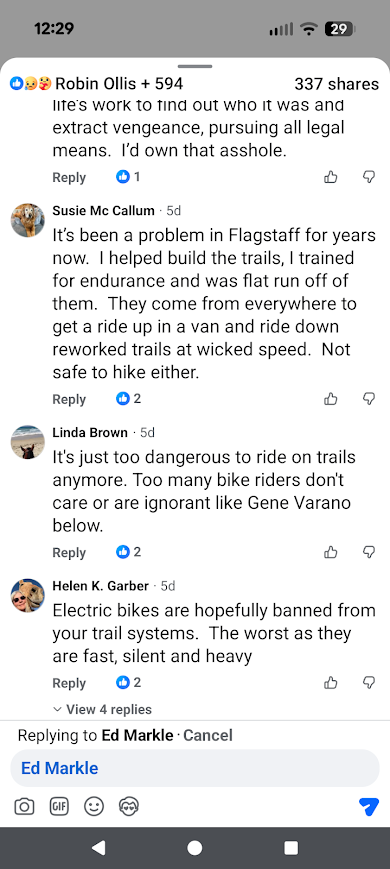 12:29
29
Robin Ollis + 594
337 shares
life's work to find out who it was and
extract vengeance, pursuing all legal
means.  I'd own that asshole.
Reply
1
Susie Mc Callum · 5d
It's been a problem in Flagstaff for years
now.  I helped build the trails, I trained
for endurance and was flat run off of
them.  They come from everywhere to
get a ride up in a van and ride down
reworked trails at wicked speed.  Not
safe to hike either.
Reply
2
Linda Brown · 5d
It's just too dangerous to ride on trails
anymore. Too many bike riders don't
care or are ignorant like Gene Varano
below.
Reply
2
Helen K. Garber · 5d
Electric bikes are hopefully banned from
your trail systems.  The worst as they
are fast, silent and heavy
Reply
2
View 4 replies
Replying to Ed Markle · Cancel
Ed Markle
GIF